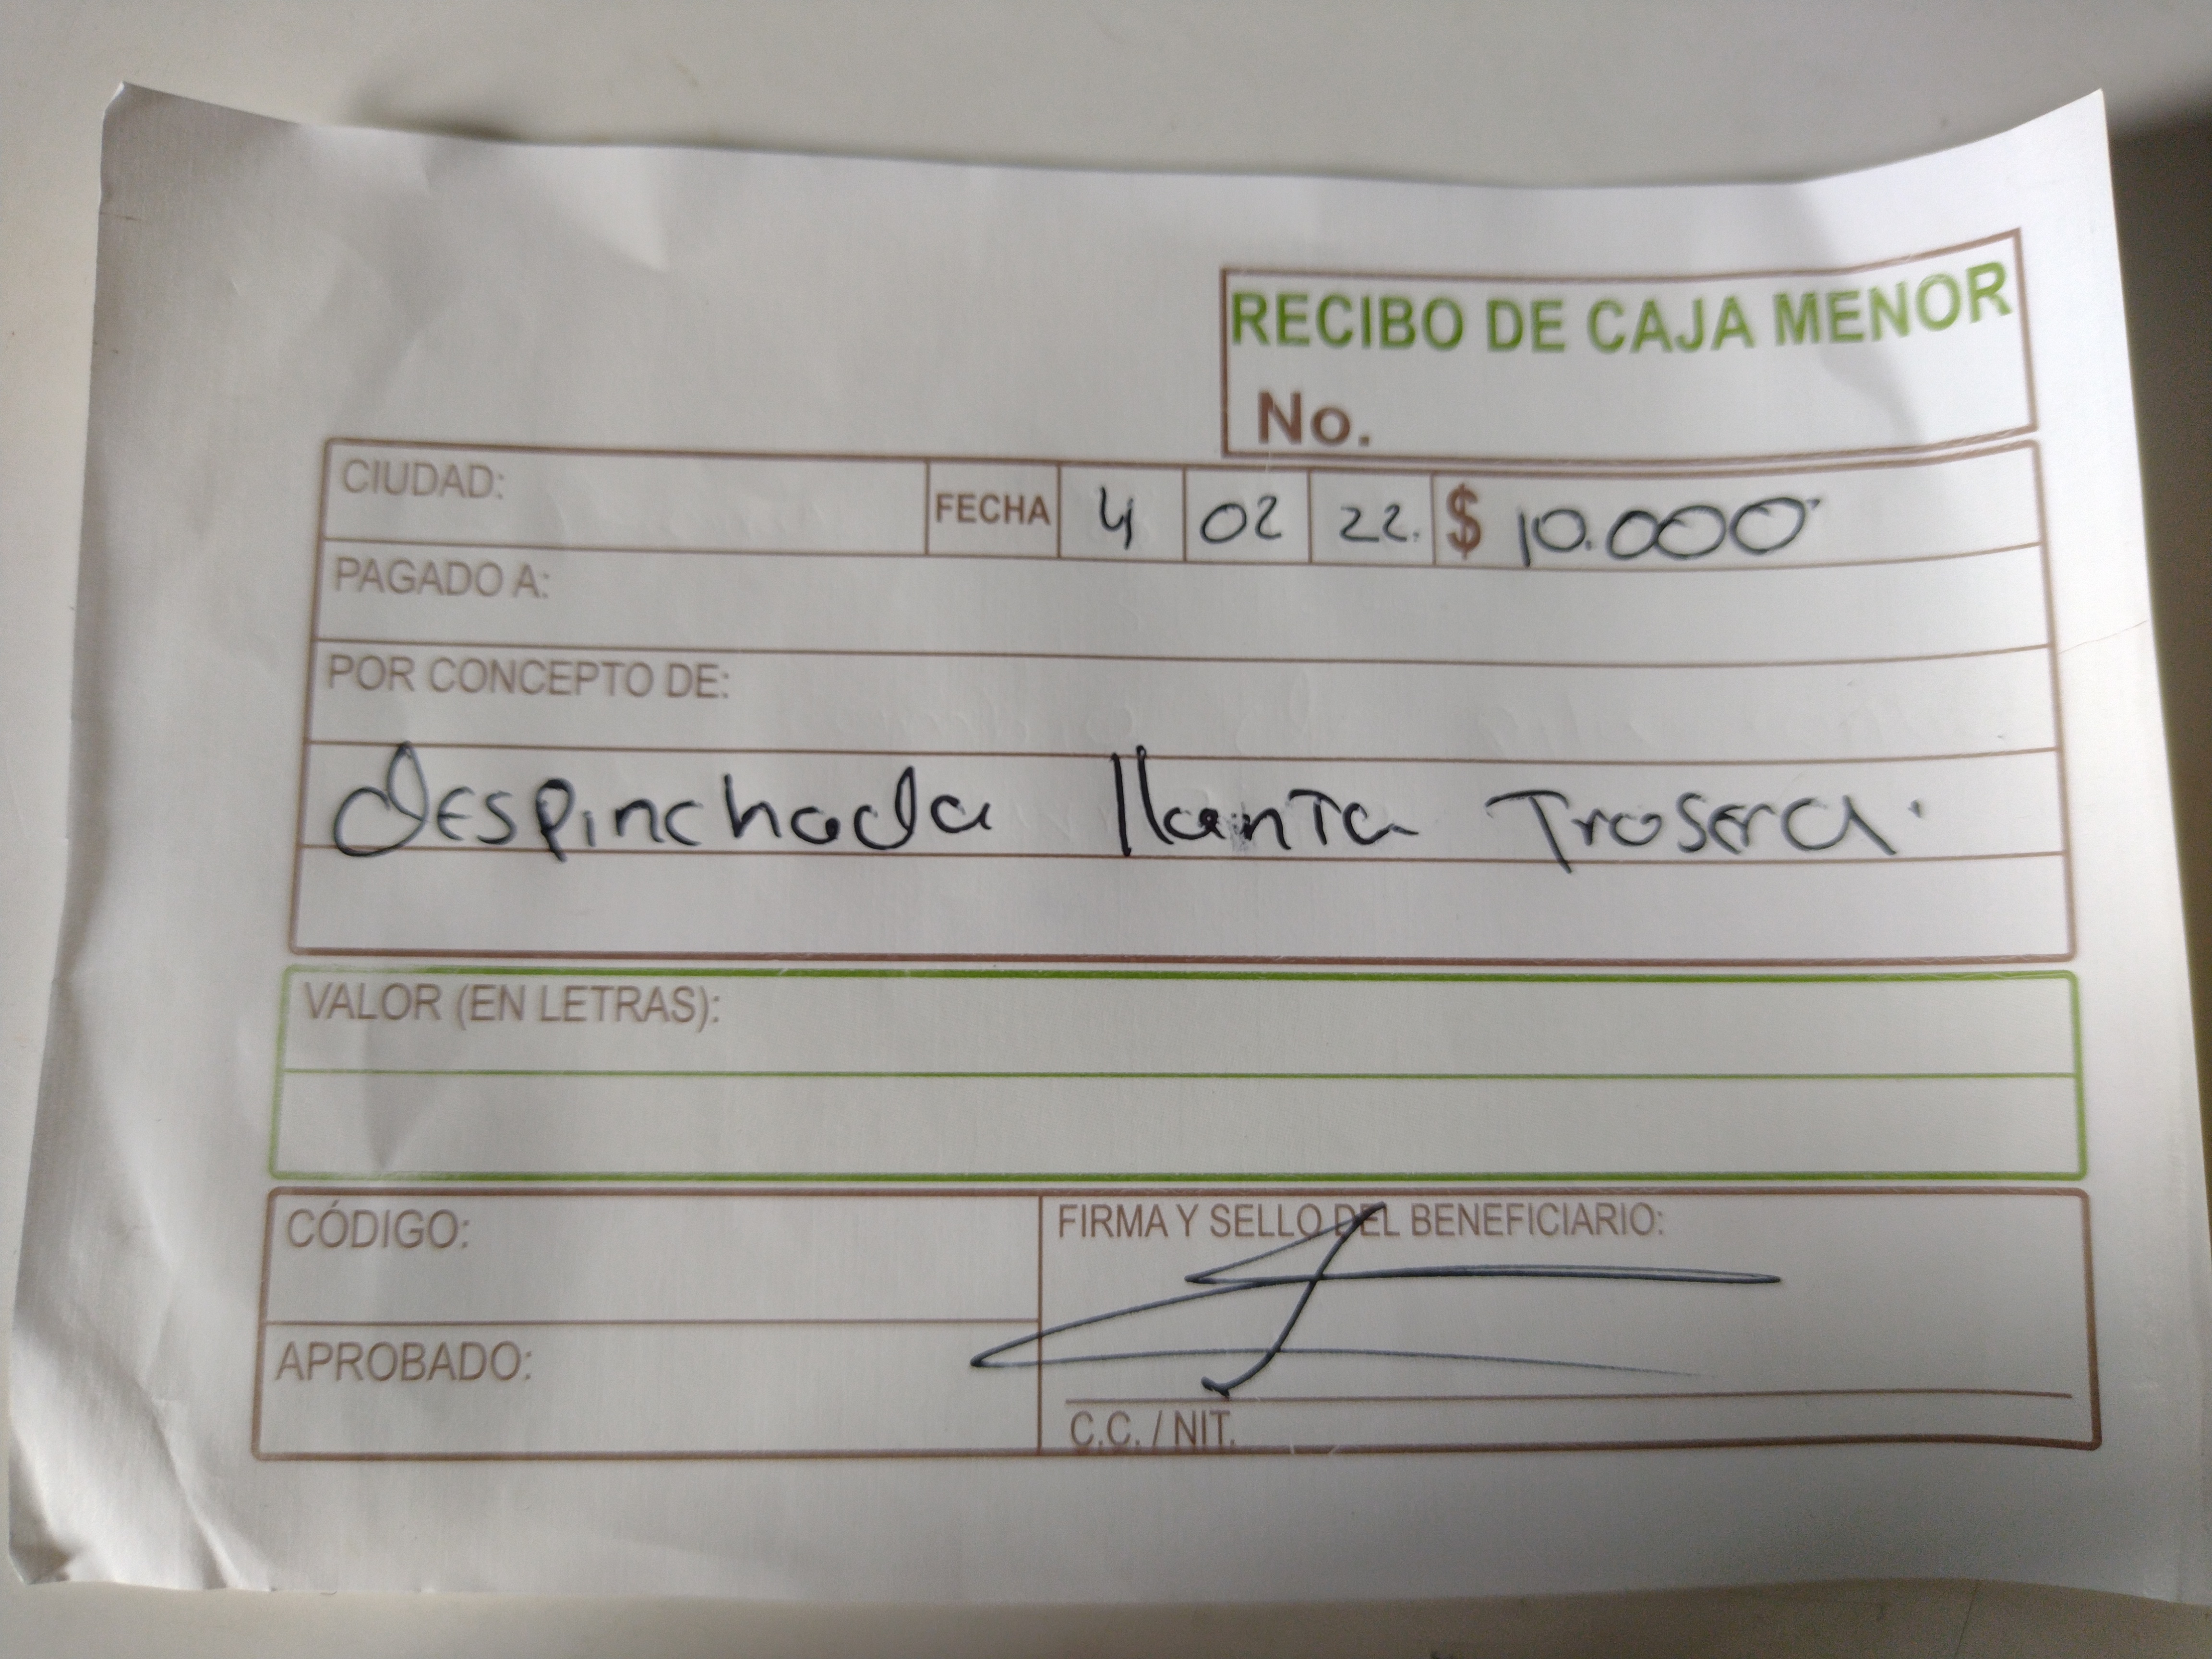 RECIBO DE CAJA MENOR
No.
CIUDAD: FECHA 4 02 22. $ 10.000
PAGADO A:
POR CONCEPTO DE:
despinchada llanta Trasera.
VALOR (EN LETRAS):
CÓDIGO: FIRMA Y SELLO DEL BENEFICIARIO:
APROBADO:
C.C. / NIT.